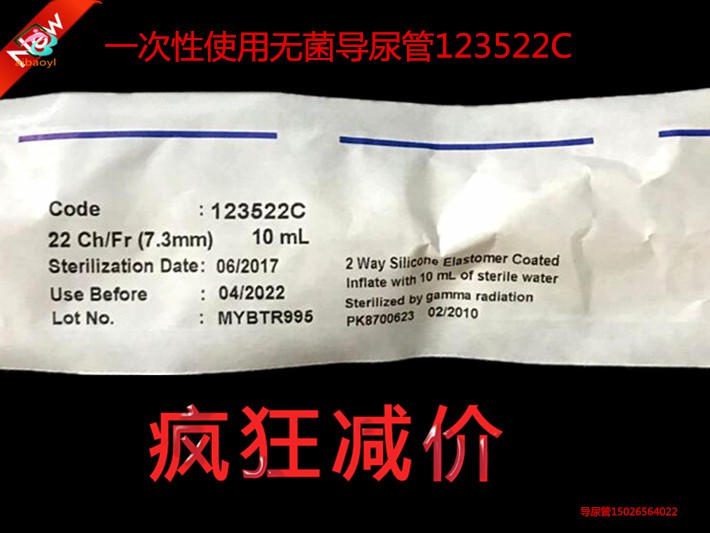 New
aibaoyl
一次性使用无菌导尿管123522C
Code : 123522C
22 Ch/Fr (7.3mm) 10 mL
Sterilization Date: 06/2017
Use Before : 04/2022
Lot No. : MYBTR995
2 Way Silicone Elastomer Coated
Inflate with 10 mL of sterile water
Sterilized by gamma radiation
PK8700623 02/2010
疯狂减价
导尿管15026564022